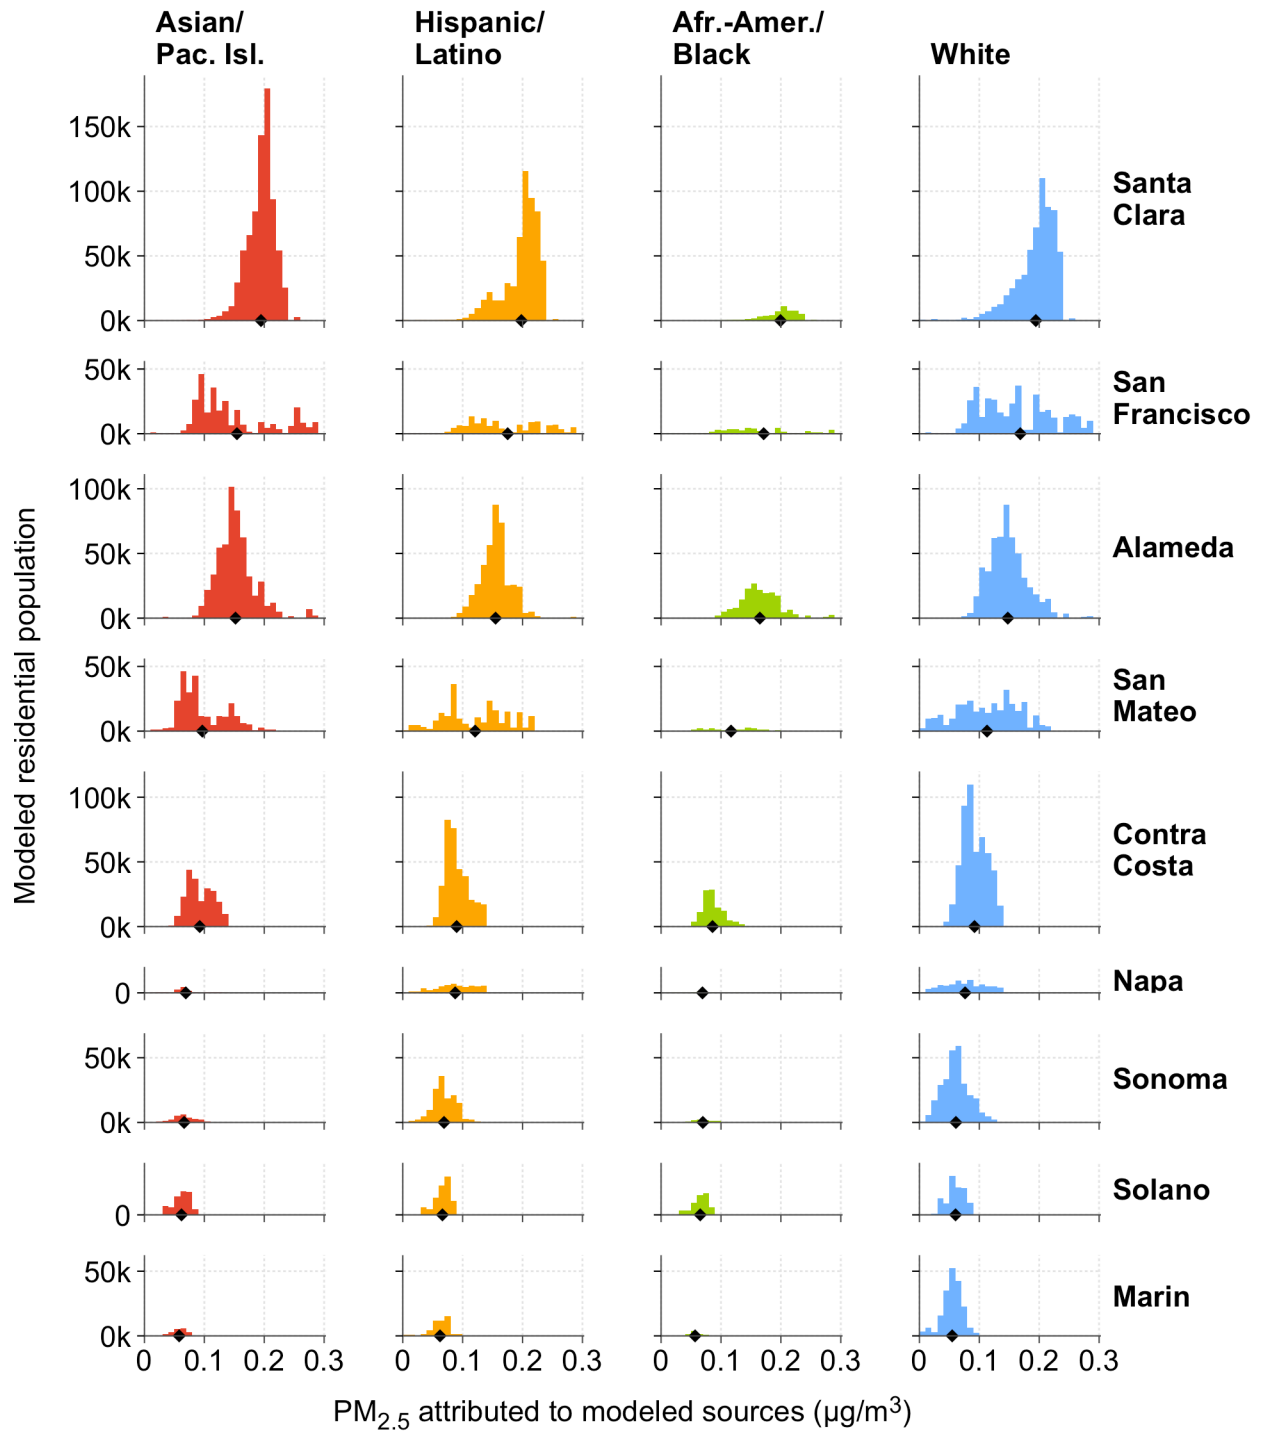 Asian/
Pac. Isl.
Hispanic/
Latino
Afr.-Amer./
Black
White
150k
100k
50k
0k
Santa
Clara
50k
0k
San
Francisco
100k
50k
0k
Alameda
50k
0k
San
Mateo
100k
50k
0k
Contra
Costa
0
Napa
50k
0k
Sonoma
0
Solano
50k
0k
Marin
0 0.1 0.2 0.3 0 0.1 0.2 0.3 0 0.1 0.2 0.3 0 0.1 0.2 0.3
PM2.5 attributed to modeled sources (µg/m³)
Modeled residential population